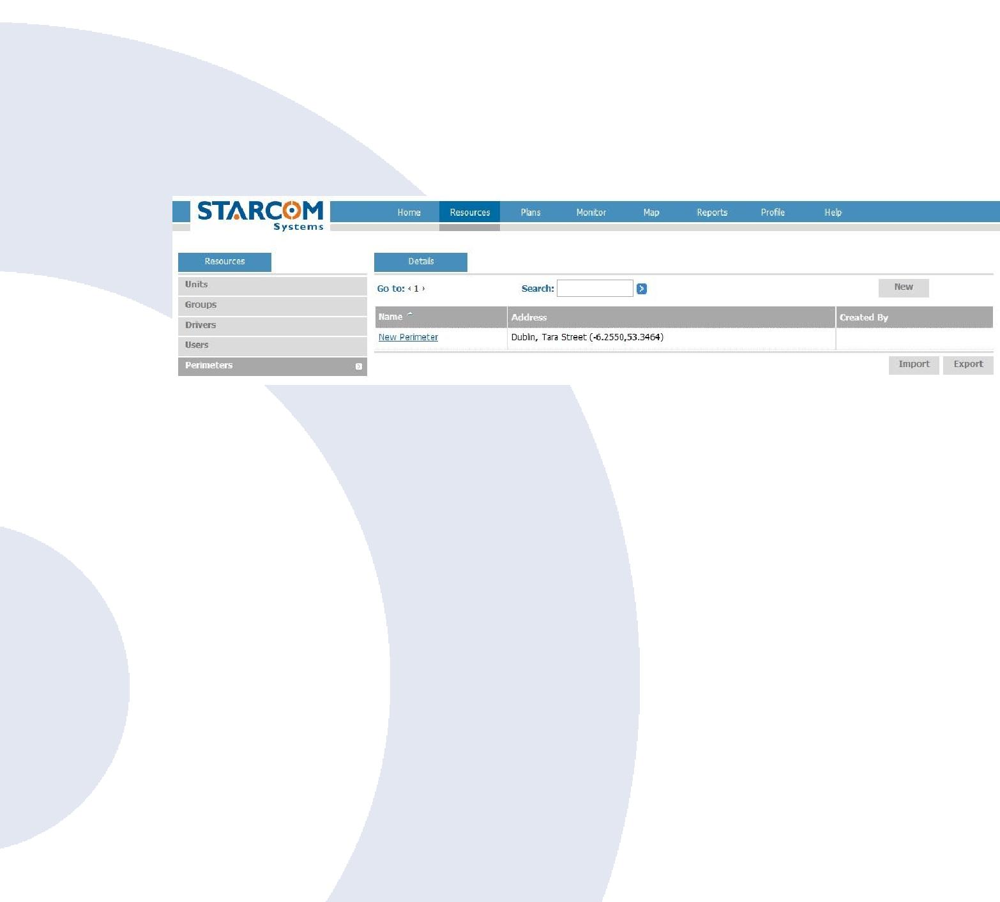 STARCOM
Systems
Home Resources Plans Monitor Map Reports Profile Help
Resources Details
Units
Groups
Drivers
Users
Perimeters
Go to: ‹ 1 › Search: New
Name Address Created By
New Perimeter Dublin, Tara Street (-6.2550,53.3464)
Import Export